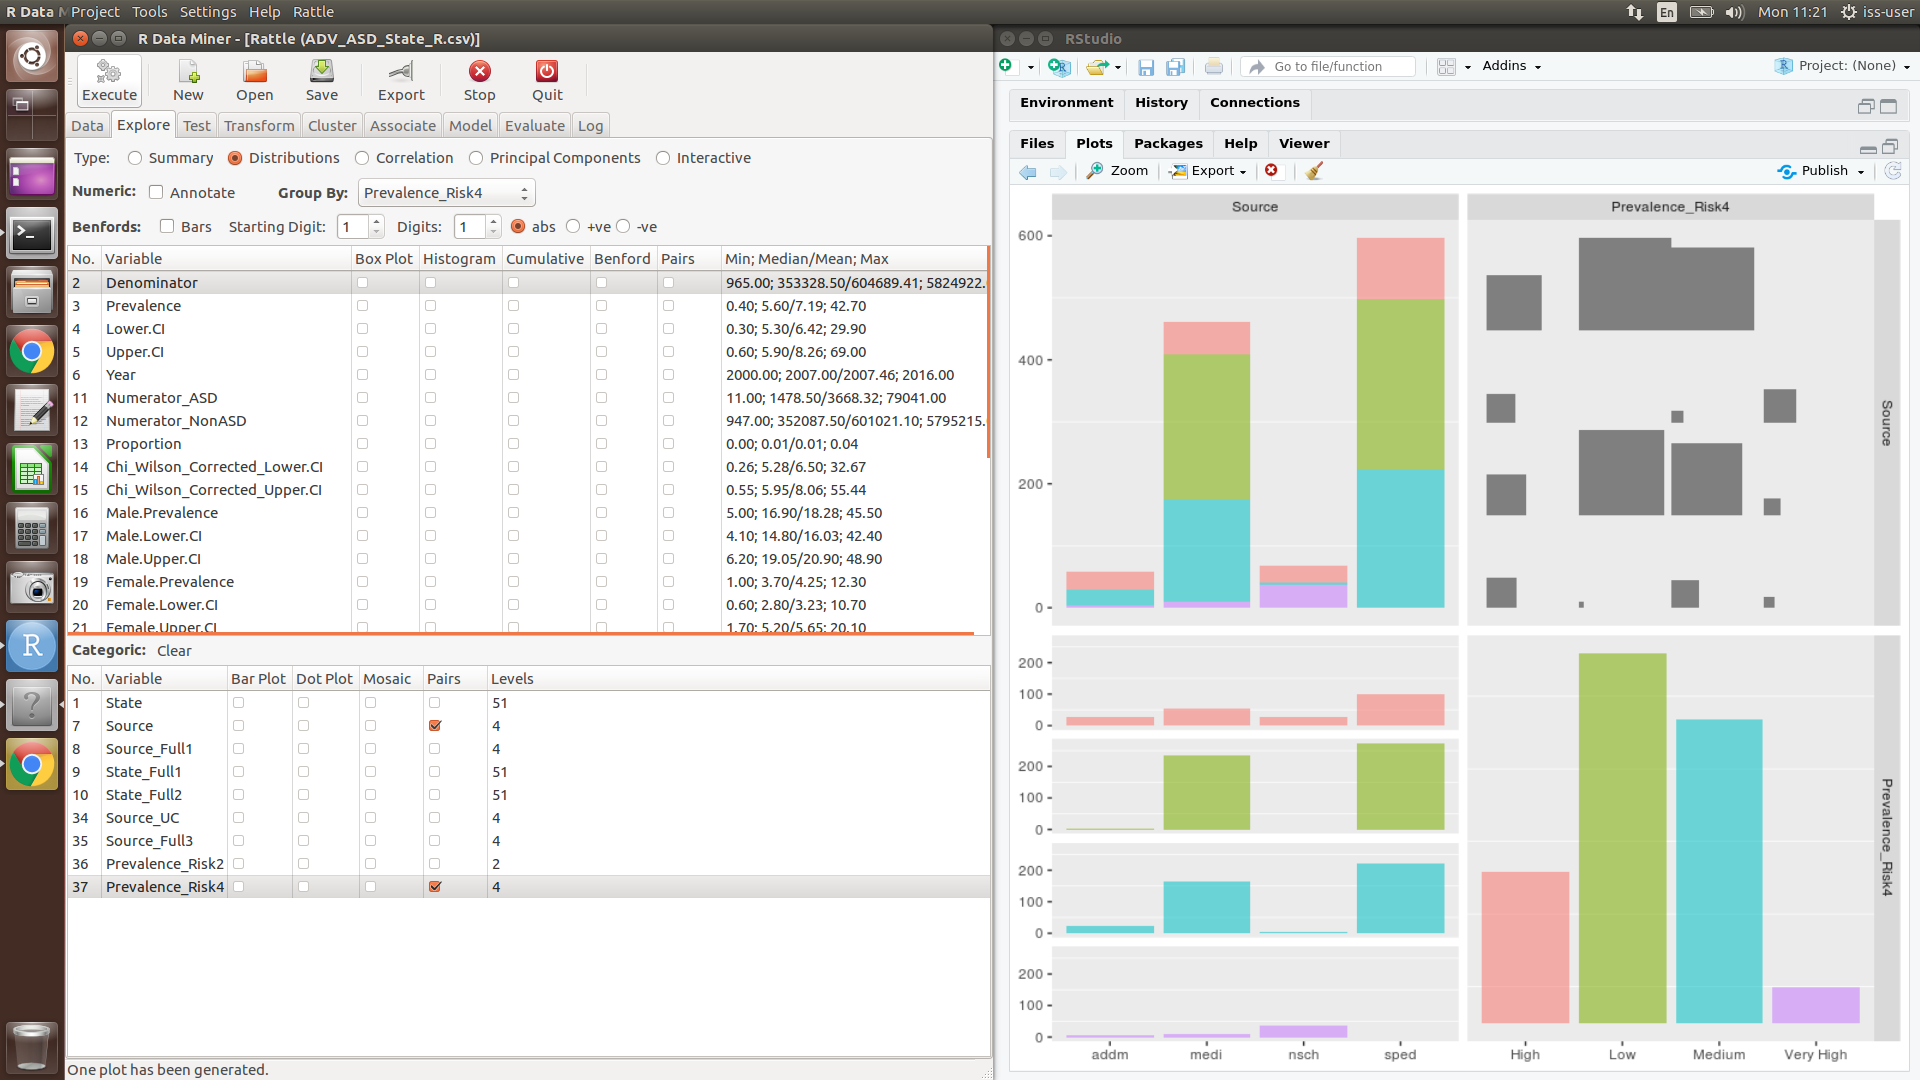 R Data M Project Tools Settings Help Rattle En Mon 11:21 iss-user
R Data Miner - [Rattle (ADV_ASD_State_R.csv)]
Execute New Open Save Export Stop Quit
Data Explore Test Transform Cluster Associate Model Evaluate Log
Type: Summary Distributions Correlation Principal Components Interactive
Numeric: Annotate Group By: Prevalence_Risk4
Benfords: Bars Starting Digit: 1 Digits: 1 abs +ve -ve
No. Variable Box Plot Histogram Cumulative Benford Pairs Min; Median/Mean; Max
2 Denominator 965.00; 353328.50/604689.41; 5824922.
3 Prevalence 0.40; 5.60/7.19; 42.70
4 Lower.CI 0.30; 5.30/6.42; 29.90
5 Upper.CI 0.60; 5.90/8.26; 69.00
6 Year 2000.00; 2007.00/2007.46; 2016.00
11 Numerator_ASD 11.00; 1478.50/3668.32; 79041.00
12 Numerator_NonASD 947.00; 352087.50/601021.10; 5795215.
13 Proportion 0.00; 0.01/0.01; 0.04
14 Chi_Wilson_Corrected_Lower.CI 0.26; 5.28/6.50; 32.67
15 Chi_Wilson_Corrected_Upper.CI 0.55; 5.95/8.06; 55.44
16 Male.Prevalence 5.00; 16.90/18.28; 45.50
17 Male.Lower.CI 4.10; 14.80/16.03; 42.40
18 Male.Upper.CI 6.20; 19.05/20.90; 48.90
19 Female.Prevalence 1.00; 3.70/4.25; 12.30
20 Female.Lower.CI 0.60; 2.80/3.23; 10.70
21 Female.Upper.CI 1.70; 5.20/5.65; 20.10
Categoric: Clear
No. Variable Bar Plot Dot Plot Mosaic Pairs Levels
1 State 51
7 Source 4
8 Source_Full1 4
9 State_Full1 51
10 State_Full2 51
34 Source_UC 4
35 Source_Full3 4
36 Prevalence_Risk2 2
37 Prevalence_Risk4 4
One plot has been generated.
RStudio
Go to file/function Addins Project: (None)
Environment History Connections
Files Plots Packages Help Viewer
Zoom Export Publish
Source Prevalence_Risk4
600
400
200
0
Source
200
100
0
200
100
0
200
100
0
200
100
0
Prevalence_Risk4
addm medi nsch sped High Low Medium Very High